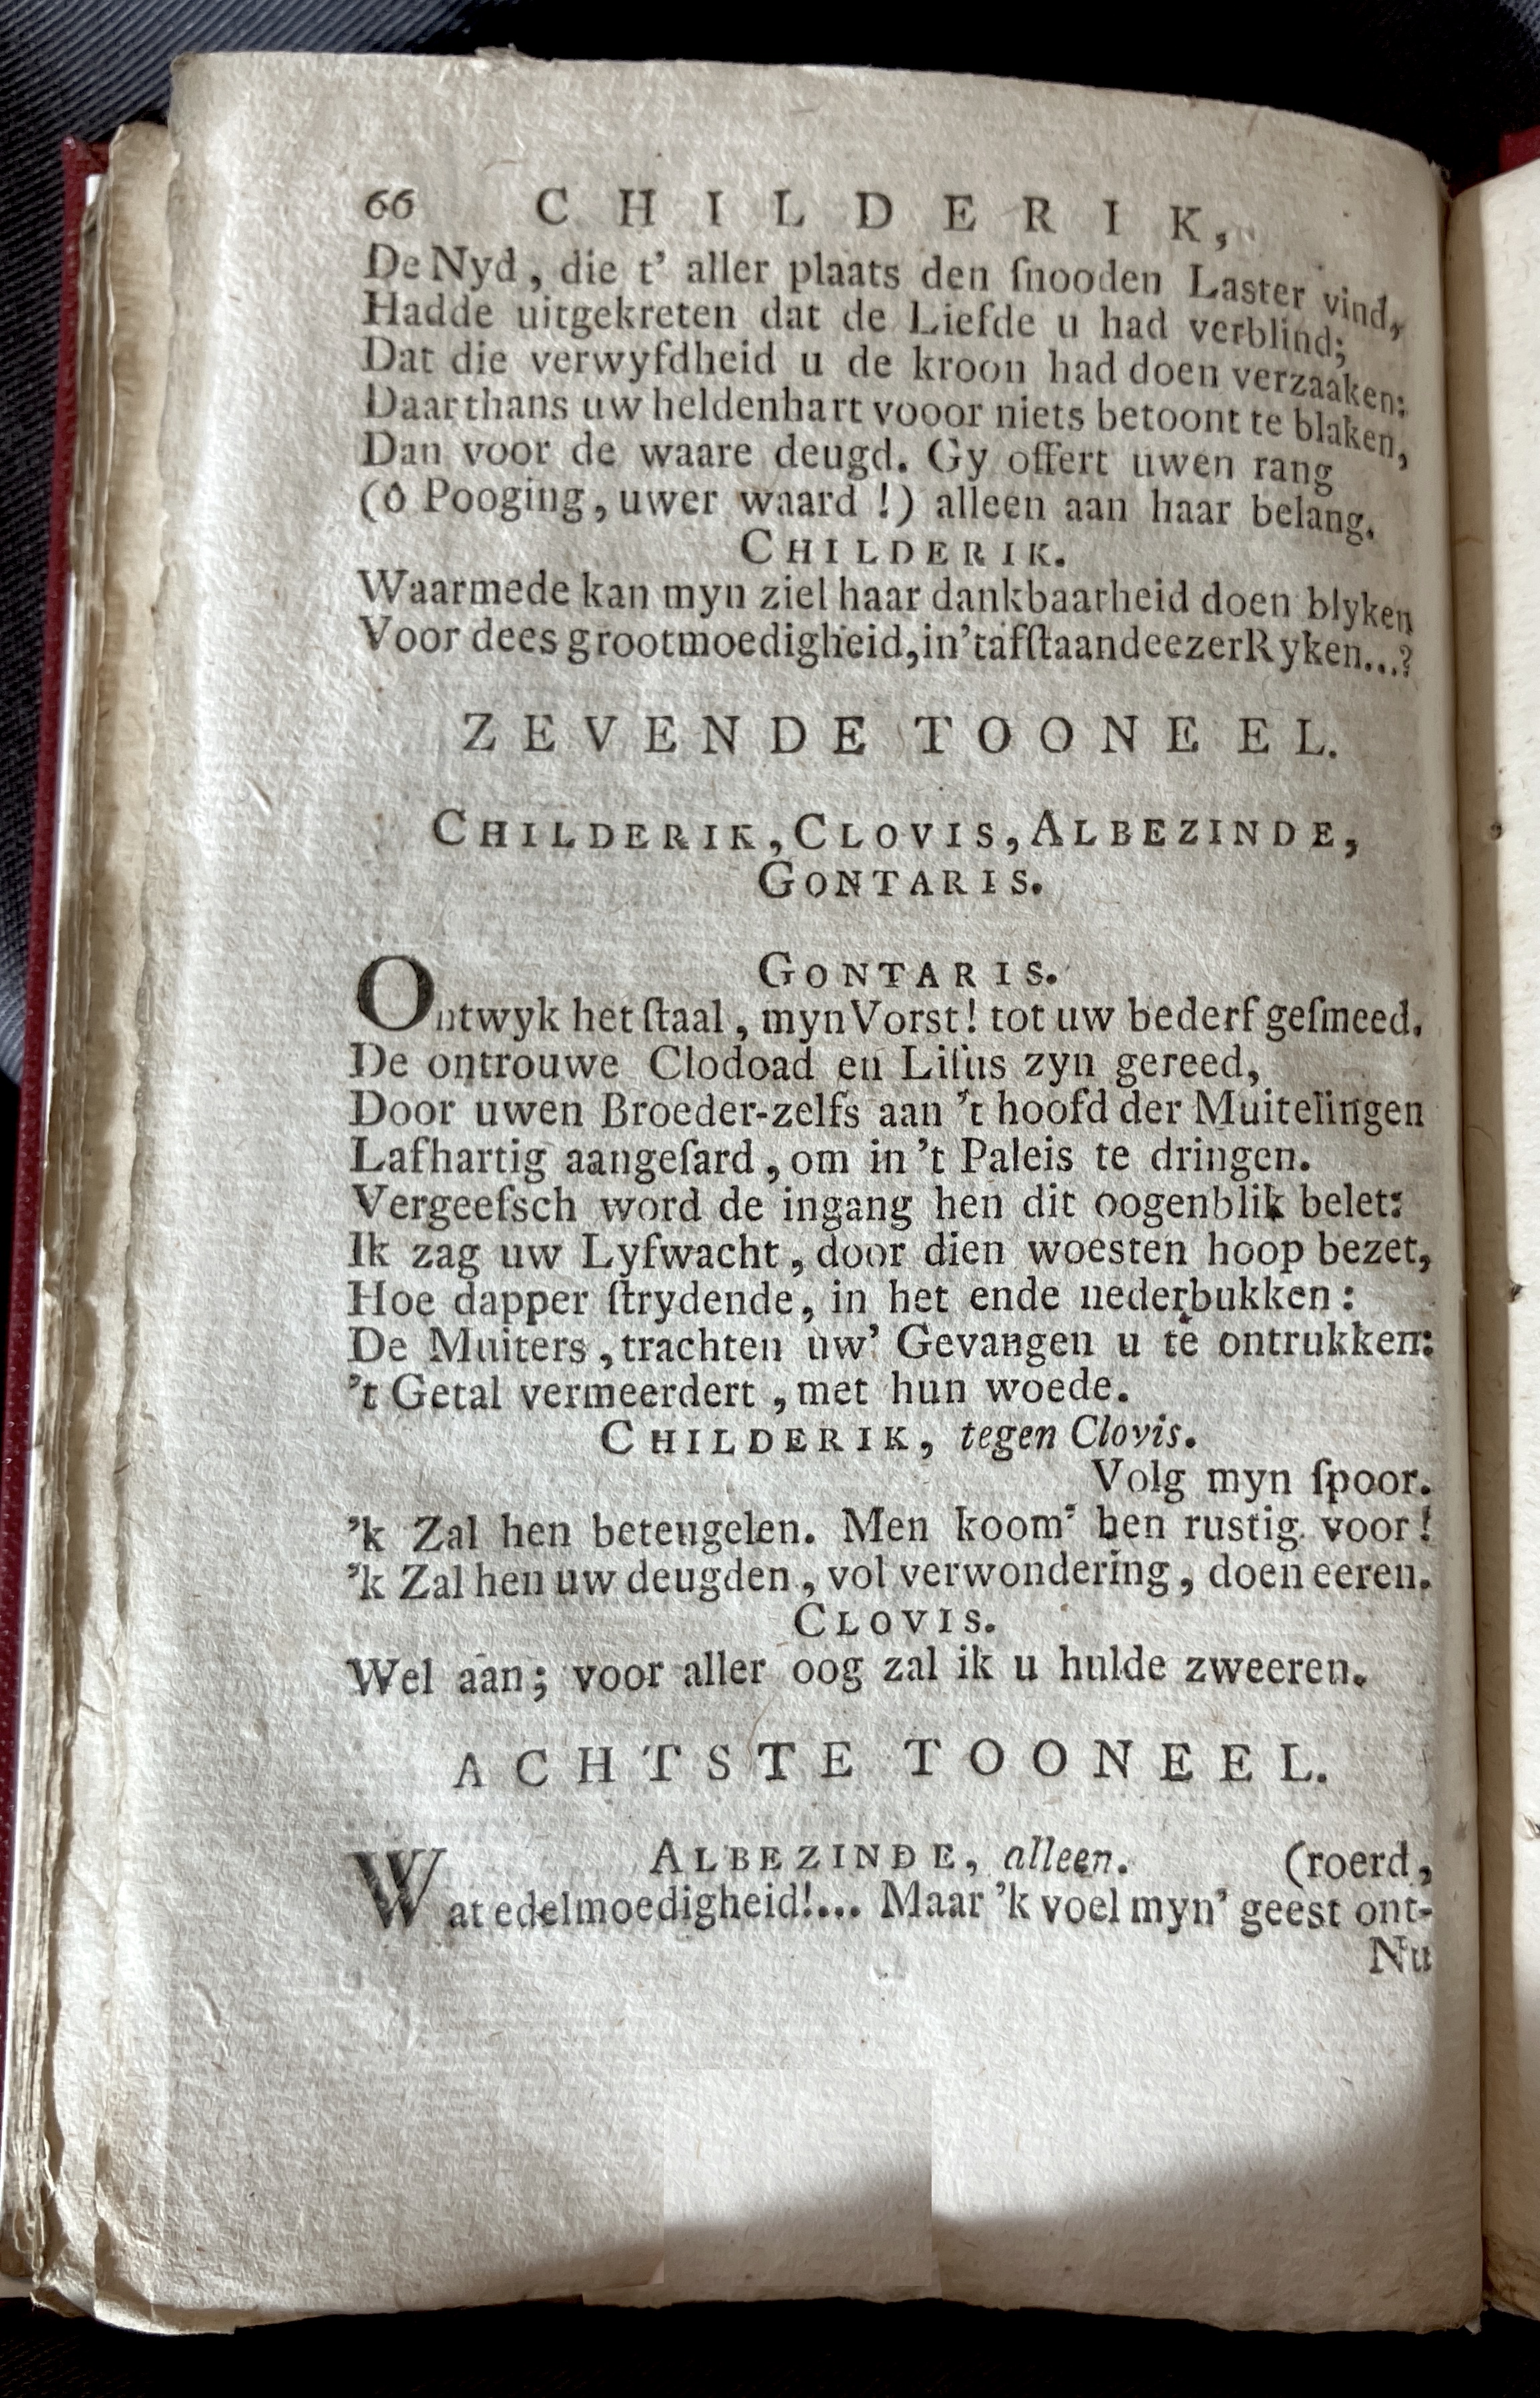 66 CHILDERIK,
De Nyd, die t' aller plaats den ſnooden Laster vind,
Hadde uitgekreten dat de Liefde u had verblind;
Dat die verwyfdheid u de kroon had doen verzaaken:
Daar thans uw heldenhart vooor niets betoont te blaken,
Dan voor de waare deugd. Gy offert uwen rang
(ô Pooging, uwer waard!) alleen aan haar belang.
CHILDERIK.
Waarmede kan myn ziel haar dankbaarheid doen blyken
Voor dees grootmoedigheid, in 't afſtaan deezer Ryken...?
ZEVENDE TOONEEL.
CHILDERIK, CLOVIS, ALBEZINDE,
GONTARIS.
GONTARIS.
Ontwyk het ſtaal, myn Vorst! tot uw bederf geſmeed.
De ontrouwe Clodoad en Liſus zyn gereed,
Door uwen Broeder-zelfs aan 't hoofd der Muitelingen
Lafhartig aangeſard, om in 't Paleis te dringen.
Vergeefsch word de ingang hen dit oogenblik belet:
Ik zag uw Lyfwacht, door dien woesten hoop bezet,
Hoe dapper ſtrydende, in het ende nederbukken:
De Muiters, trachten uw' Gevangen u te ontrukken:
't Getal vermeerdert, met hun woede.
CHILDERIK, tegen Clovis.
Volg myn ſpoor.
'k Zal hen beteugelen. Men koom' hen rustig voor!
'k Zal hen uw deugden, vol verwondering, doen eeren.
CLOVIS.
Wel aan; voor aller oog zal ik u hulde zweeren.
ACHTSTE TOONEEL.
ALBEZINDE, alleen. (roerd,
Wat edelmoedigheid!... Maar 'k voel myn' geest ont-
Nu